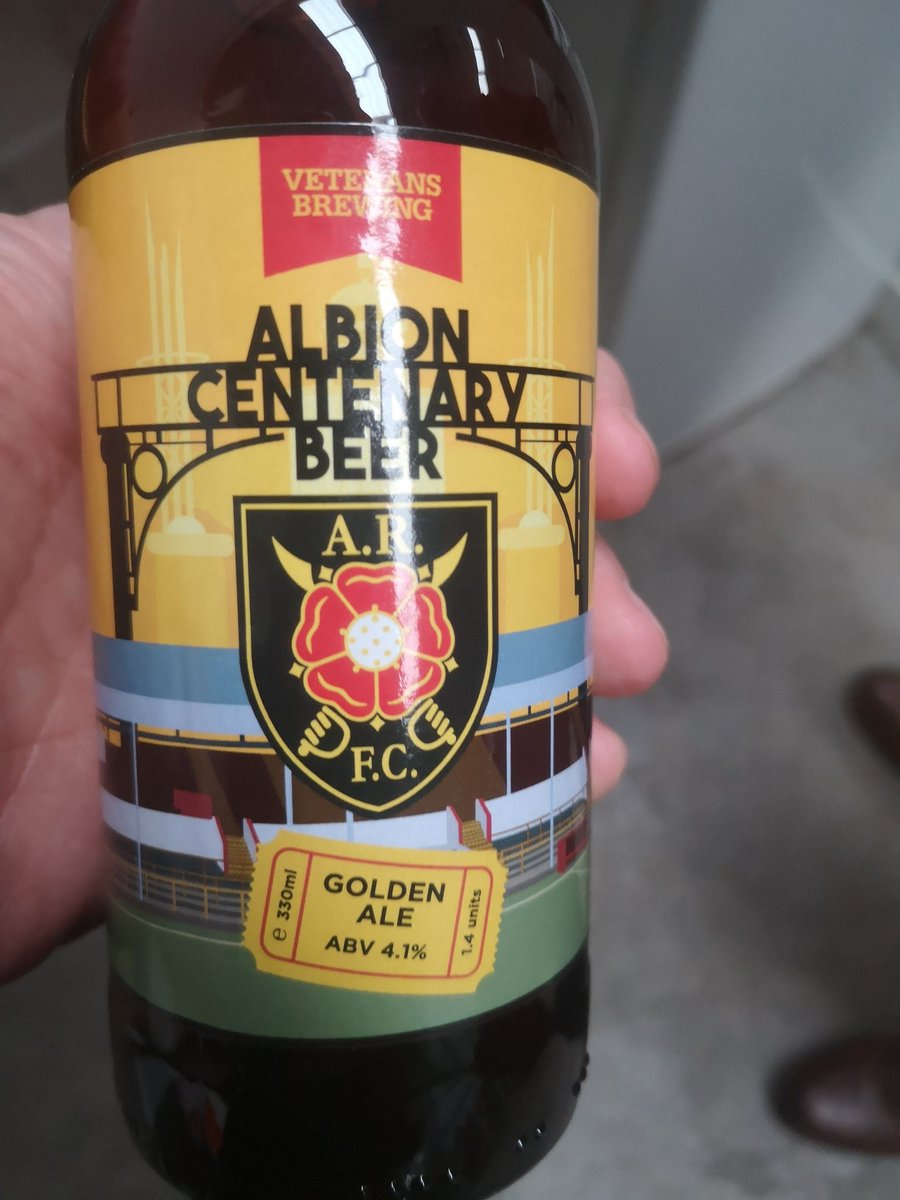 VETERANS
BREWING
ALBION
CENTENARY
BEER
A.R.
F.C.
℮ 330ml
GOLDEN
ALE
ABV 4.1%
1.4 units